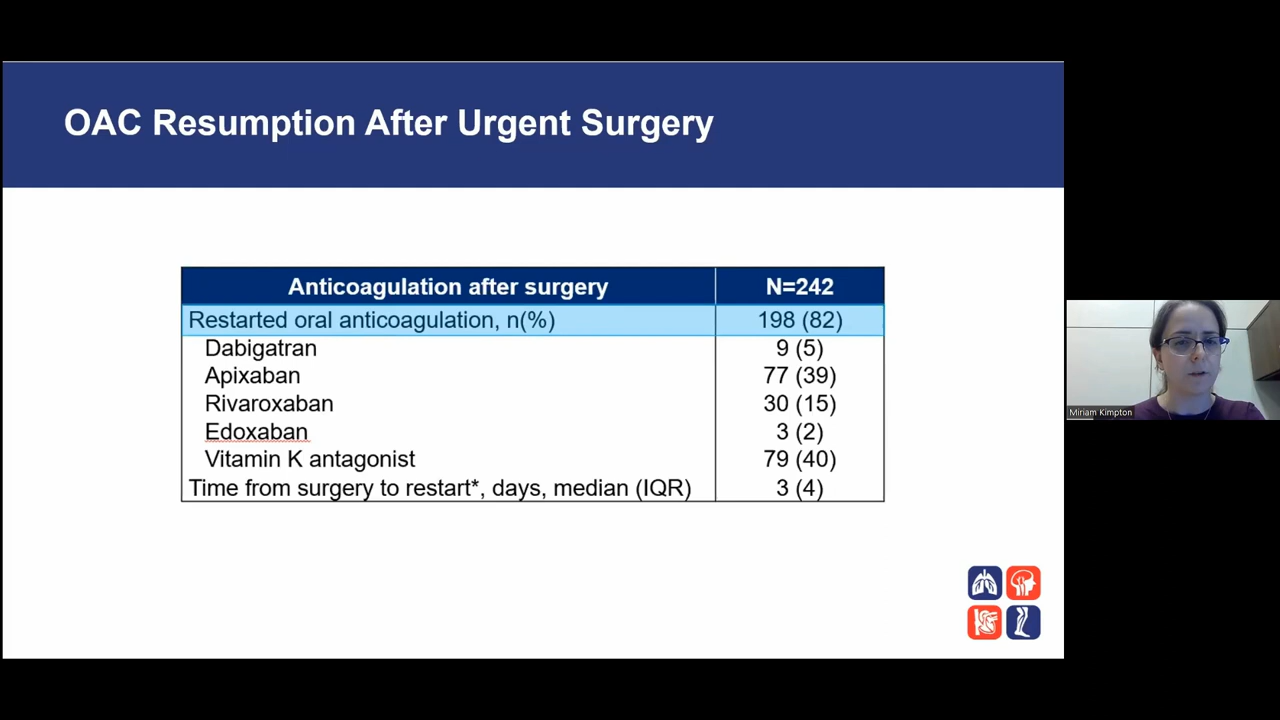 OAC Resumption After Urgent Surgery
Anticoagulation after surgery N=242
Restarted oral anticoagulation, n(%) 198 (82)
Dabigatran 9 (5)
Apixaban 77 (39)
Rivaroxaban 30 (15)
Edoxaban 3 (2)
Vitamin K antagonist 79 (40)
Time from surgery to restart*, days, median (IQR) 3 (4)
Miriam Kimpton